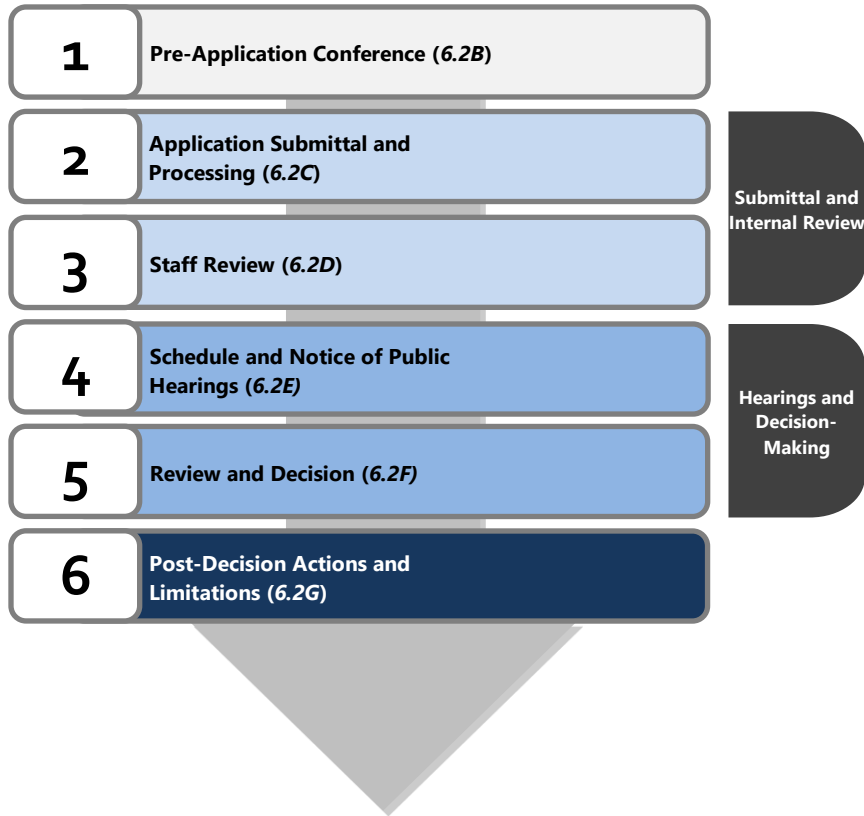 1
Pre-Application Conference (6.2B)
2
Application Submittal and
Processing (6.2C)
3
Staff Review (6.2D)
Submittal and
Internal Review
4
Schedule and Notice of Public
Hearings (6.2E)
5
Review and Decision (6.2F)
Hearings and
Decision-
Making
6
Post-Decision Actions and
Limitations (6.2G)